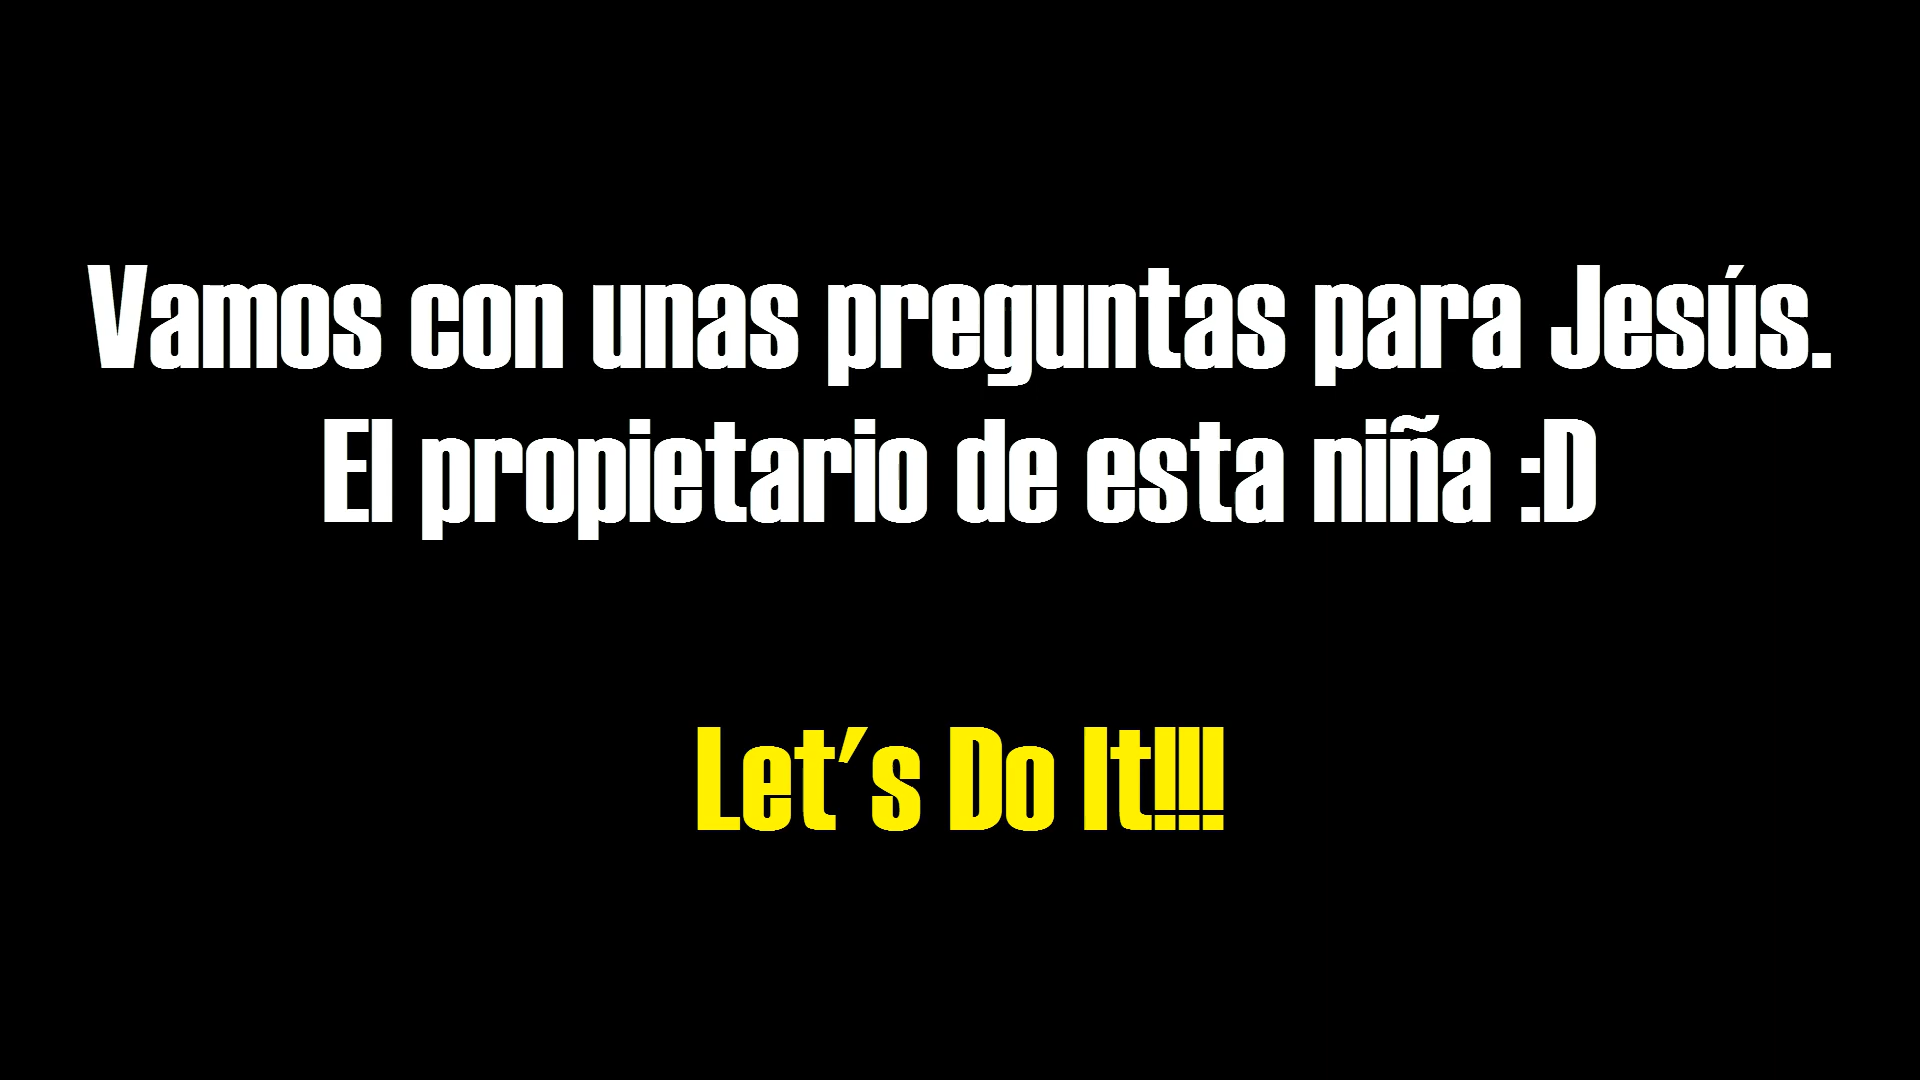 Vamos con unas preguntas para Jesús.
El propietario de esta niña :D
Let's Do It!!!